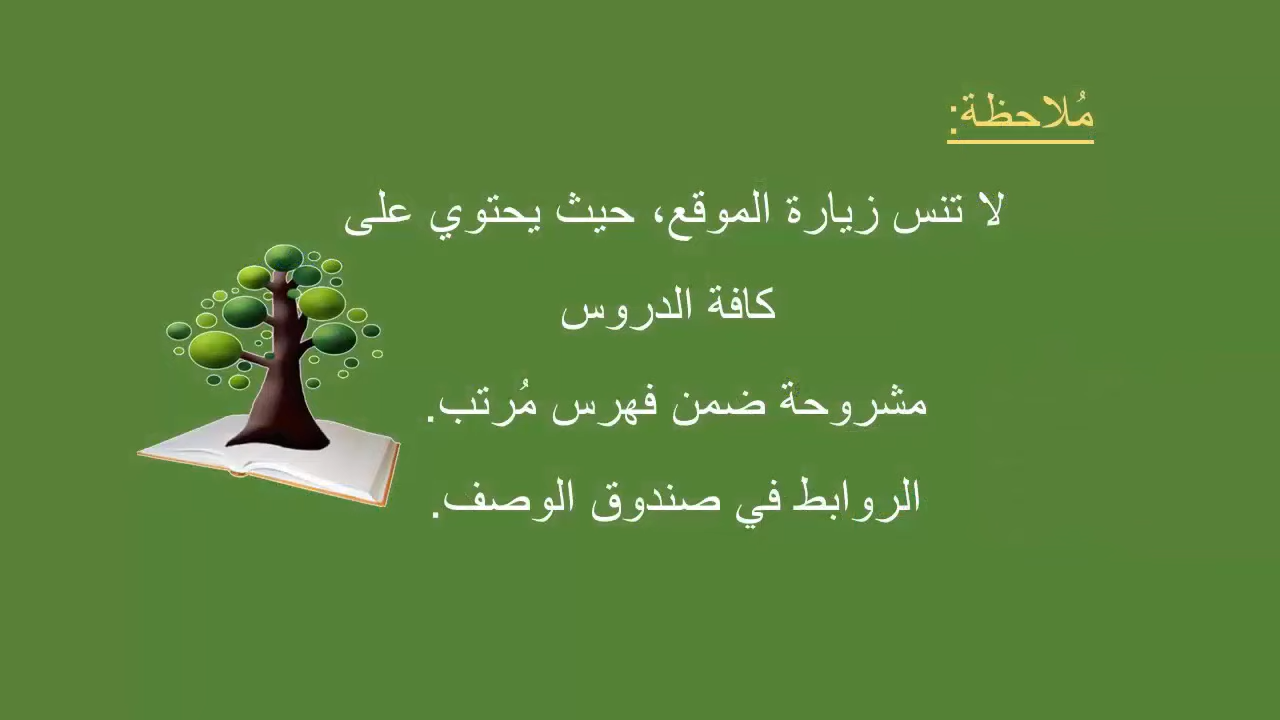 مُلاحظة:
لا تنس زيارة الموقع، حيث يحتوي على
كافة الدروس
مشروحة ضمن فهرس مُرتب.
الروابط في صندوق الوصف.